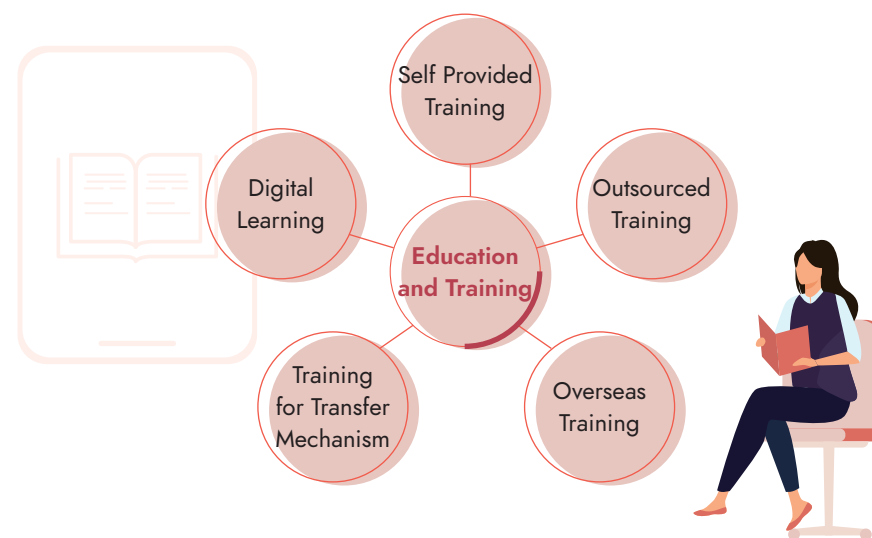 Self Provided
Training
Digital
Learning
Outsourced
Training
Education
and Training
Training
for Transfer
Mechanism
Overseas
Training